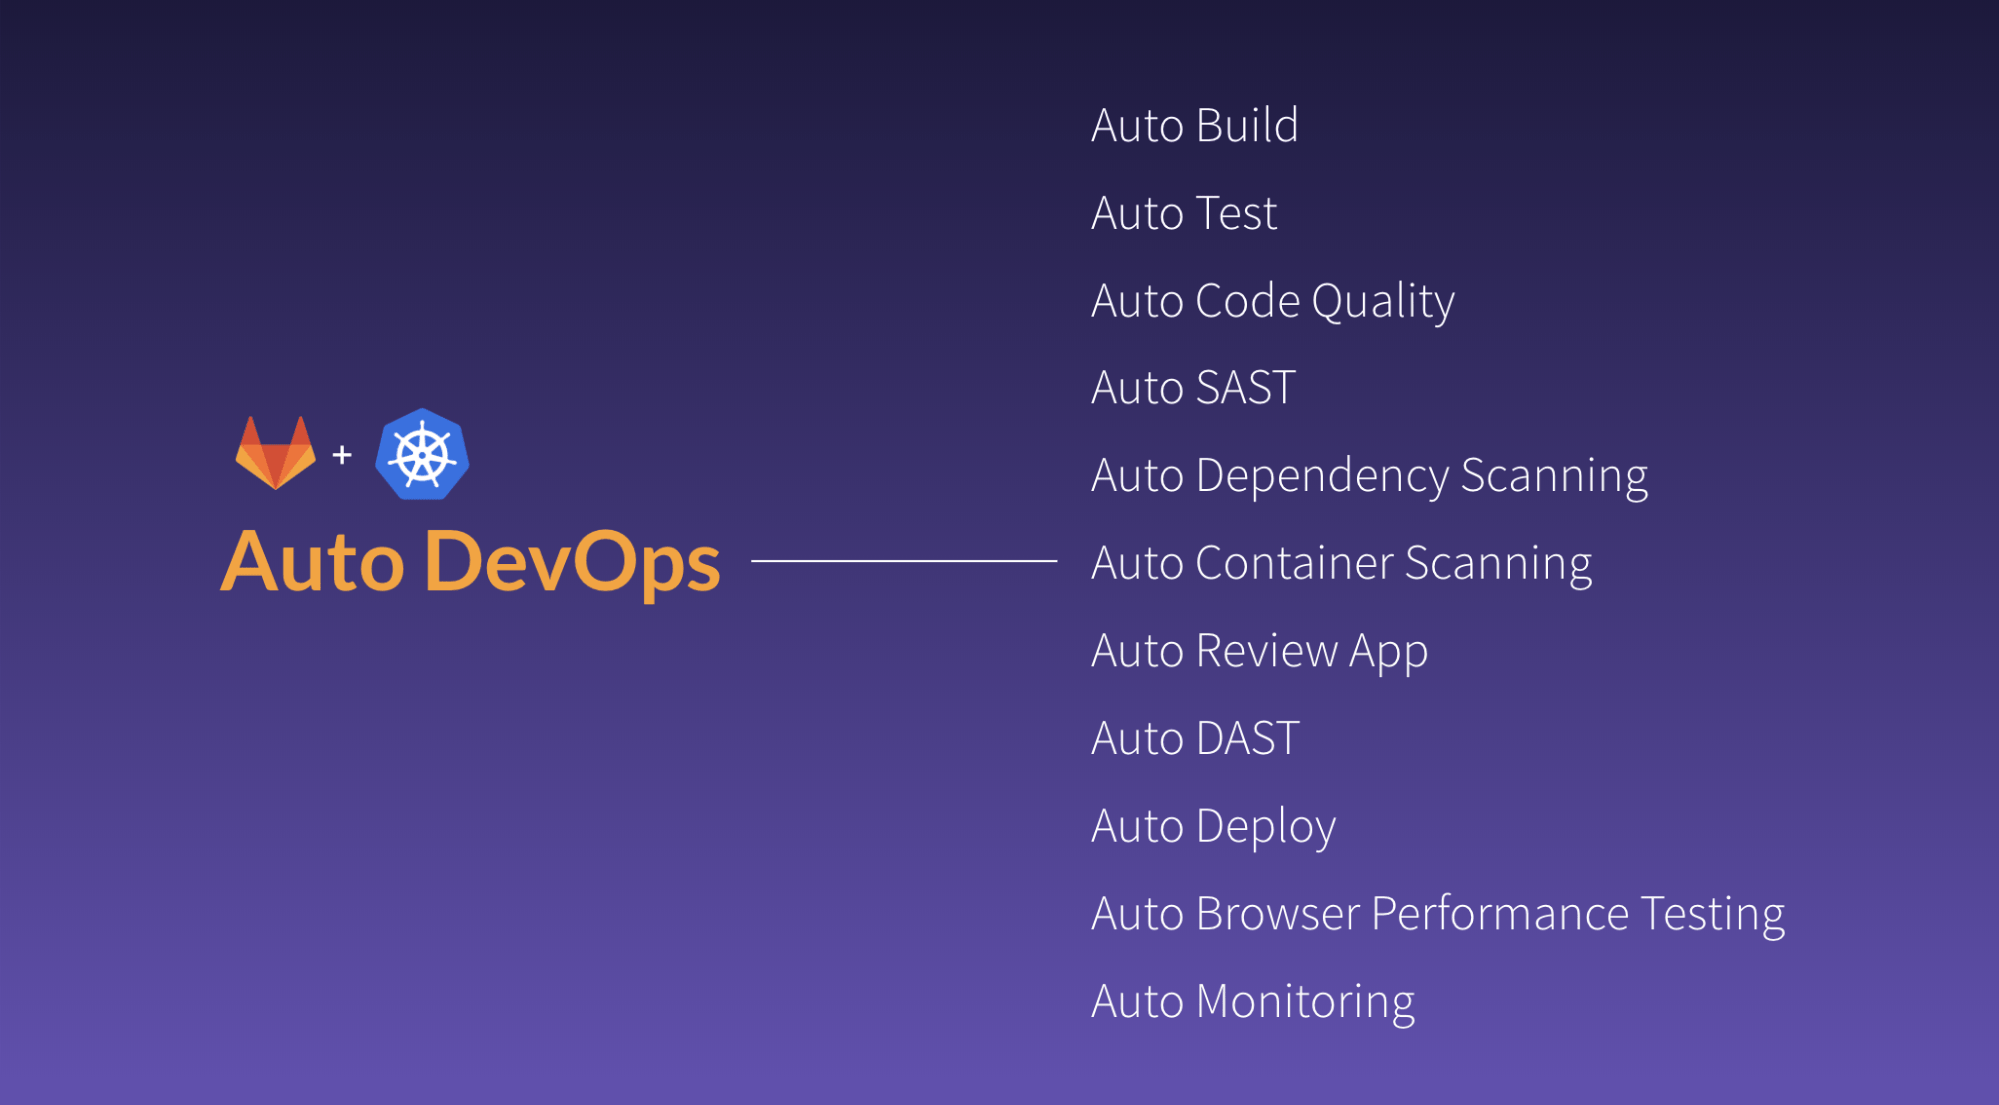 +
Auto DevOps
Auto Build
Auto Test
Auto Code Quality
Auto SAST
Auto Dependency Scanning
Auto Container Scanning
Auto Review App
Auto DAST
Auto Deploy
Auto Browser Performance Testing
Auto Monitoring